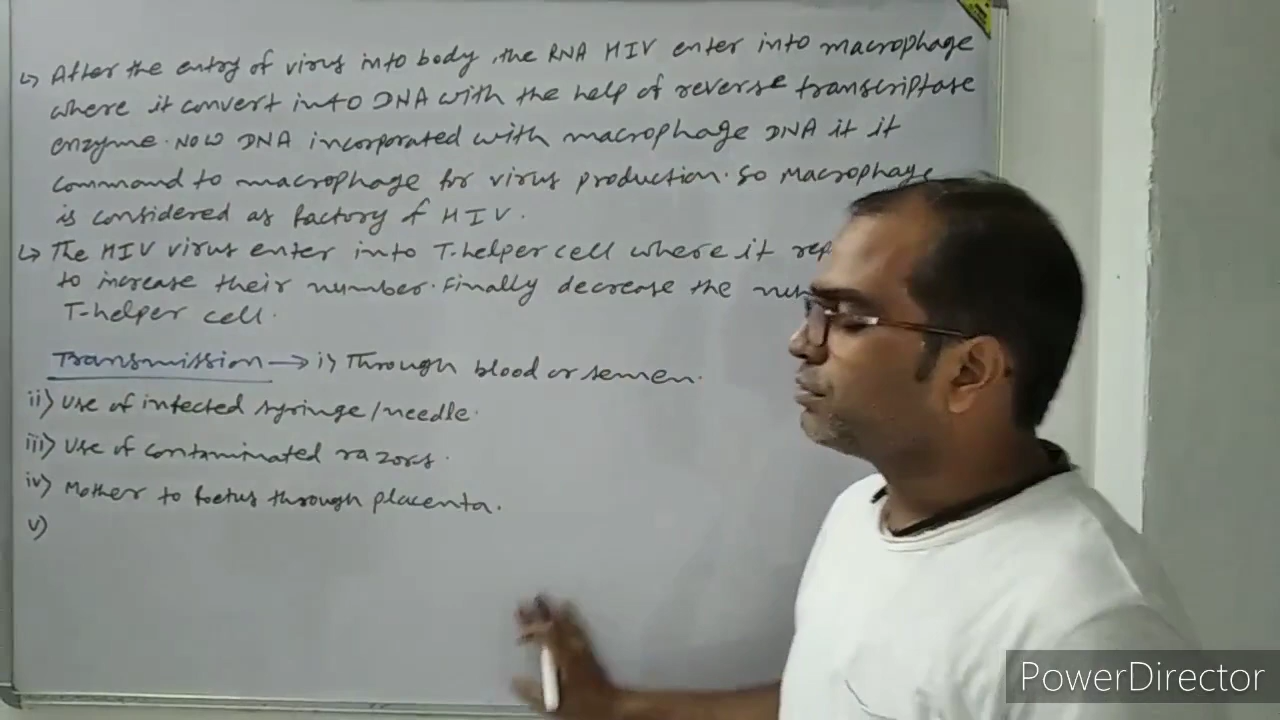 ↳ After the entry of virus into body, the RNA HIV enter into macrophage
where it convert into DNA with the help of reverse transcriptase
enzyme. Now DNA incorporated with macrophage DNA it it
command to macrophage for virus production. So Macrophage
is considered as factory of HIV.
↳ The HIV virus enter into T-helper cell where it
to increase their number. Finally decrease the
T-helper cell.
Transmission → i) Through blood or semen.
ii) Use of infected syringe/needle.
iii) Use of contaminated razors.
iv) Mother to foetus through placenta.
v)
PowerDirector